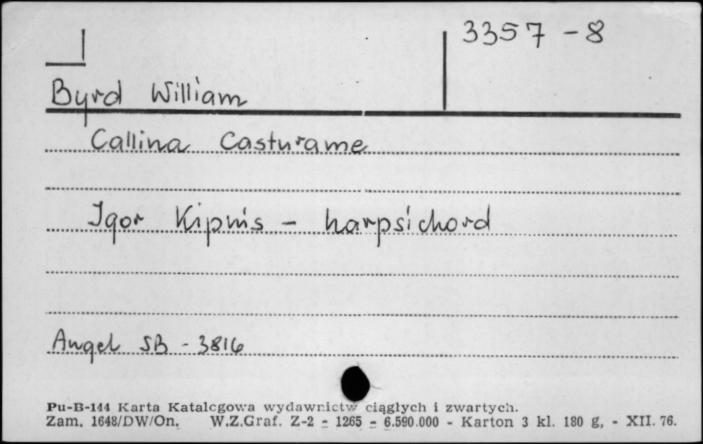 3357-8
Byrd William
Callina Casturame
Igor Kipnis - harpsichord
Angel SB - 3816
Pu-B-144 Karta Katalogowa wydawnictw ciągłych i zwartych.
Zam. 1648/DW/On. W.Z.Graf. Z-2 - 1265 - 6.590.000 - Karton 3 kl. 180 g. - XII. 76.